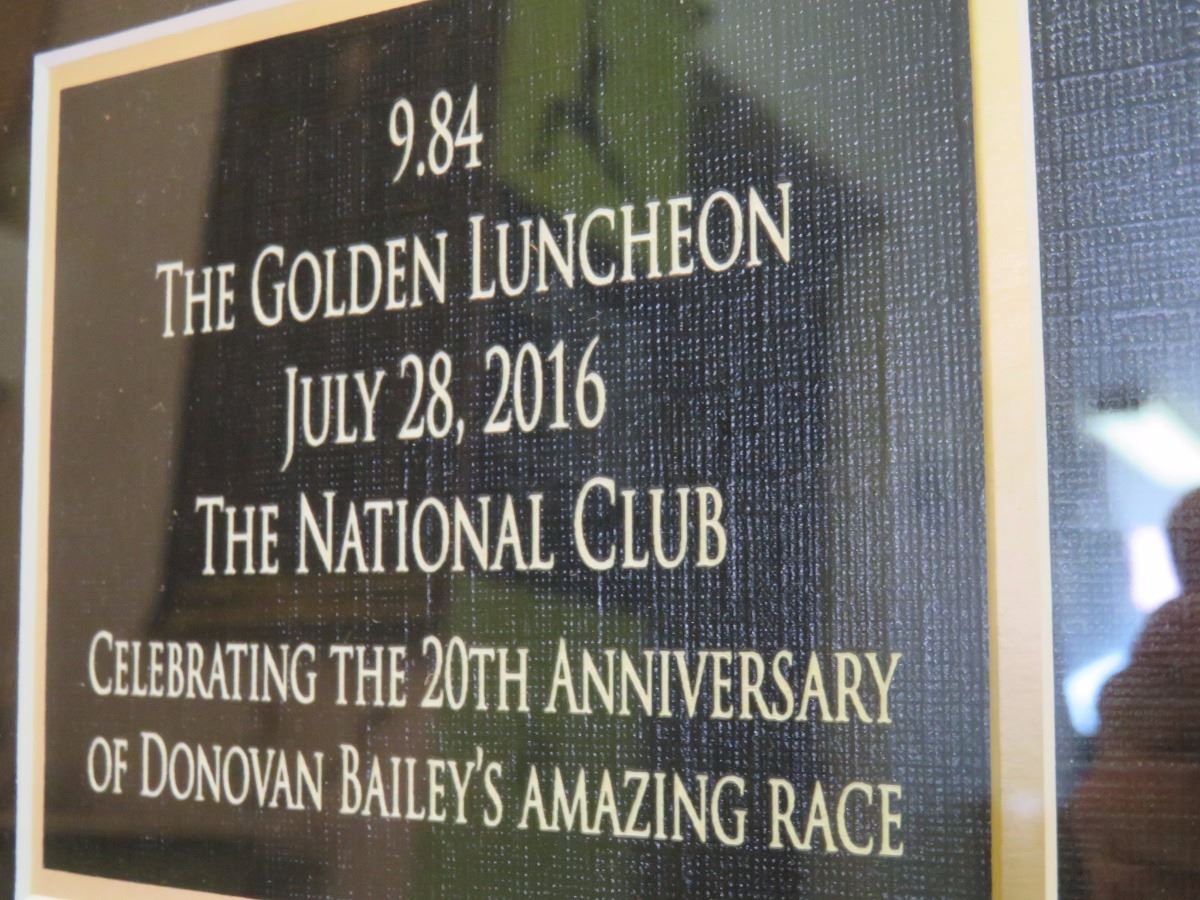 9.84
The Golden Luncheon
July 28, 2016
The National Club
Celebrating the 20th Anniversary
of Donovan Bailey's amazing race